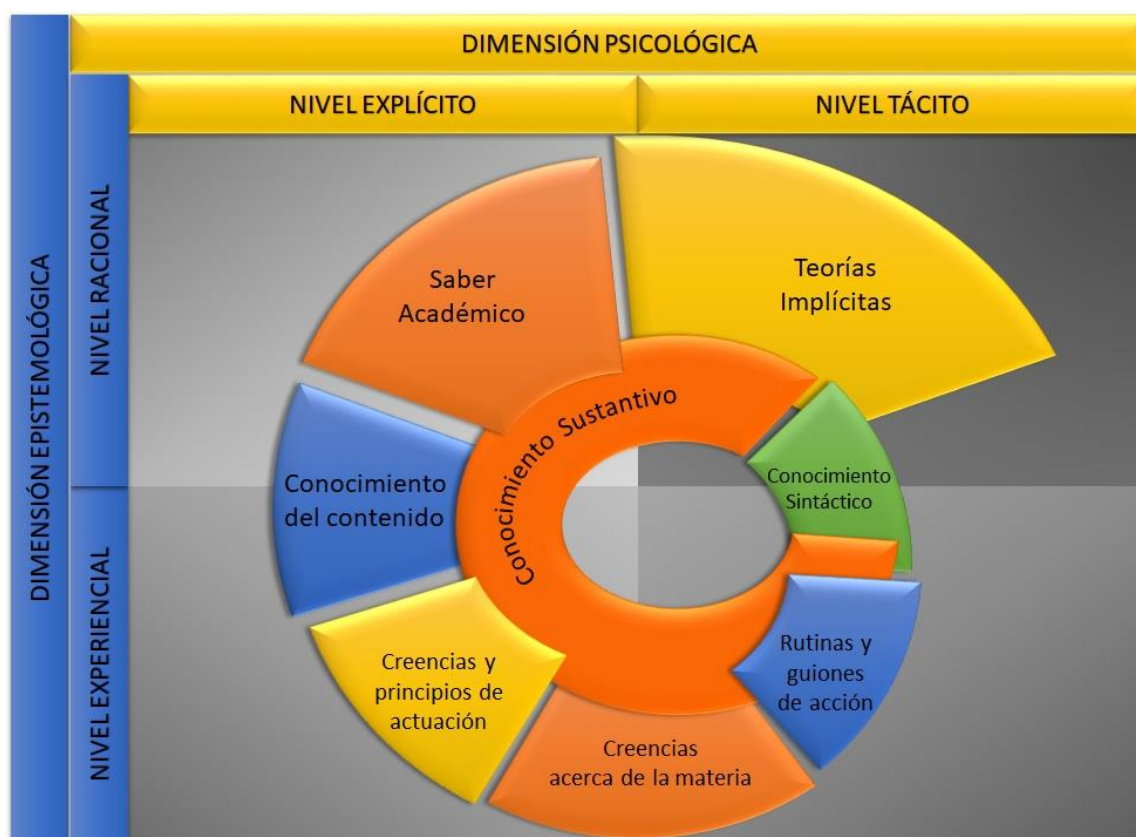 DIMENSIÓN PSICOLÓGICA
NIVEL EXPLÍCITO
NIVEL TÁCITO
DIMENSIÓN EPISTEMOLÓGICA
NIVEL RACIONAL
NIVEL EXPERIENCIAL
Saber
Académico
Teorías
Implícitas
Conocimiento Sustantivo
Conocimiento
del contenido
Conocimiento
Sintáctico
Creencias y
principios de
actuación
Rutinas y
guiones
de acción
Creencias
acerca de la materia